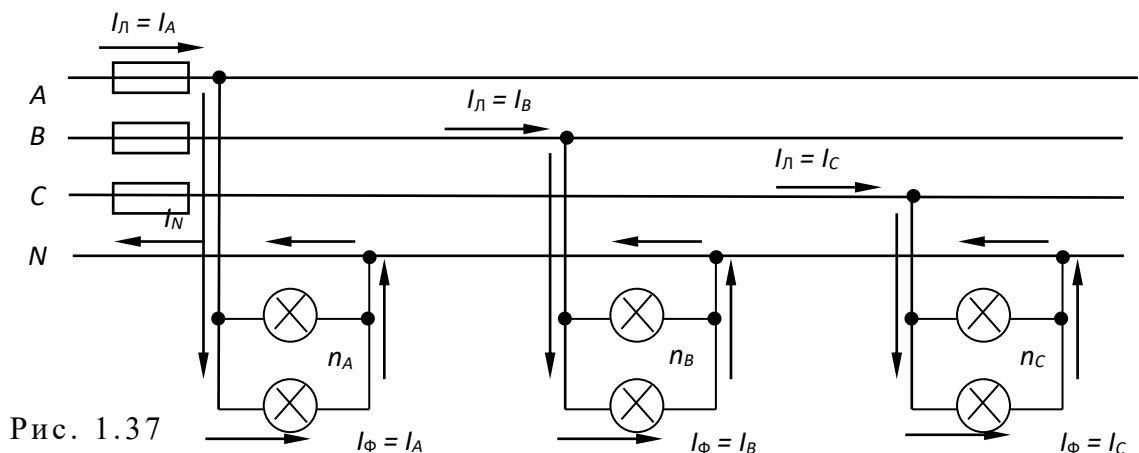 I_Л = I_A
A
I_Л = I_B
B
I_Л = I_C
C
I_N
N
n_A
n_B
n_C
Рис. 1.37
I_Ф = I_A
I_Ф = I_B
I_Ф = I_C